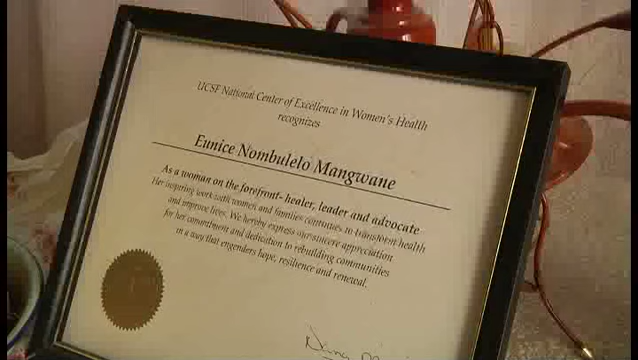 UCSF National Center of Excellence in Women's Health
recognizes
Eunice Nombulelo Mangwane
As a woman on the forefront- healer, leader and advocate
Her inspiring work with women and families continues to transform health
and improve lives. We hereby express our sincere appreciation
for her commitment and dedication to rebuilding communities
in a way that engenders hope, resilience and renewal.